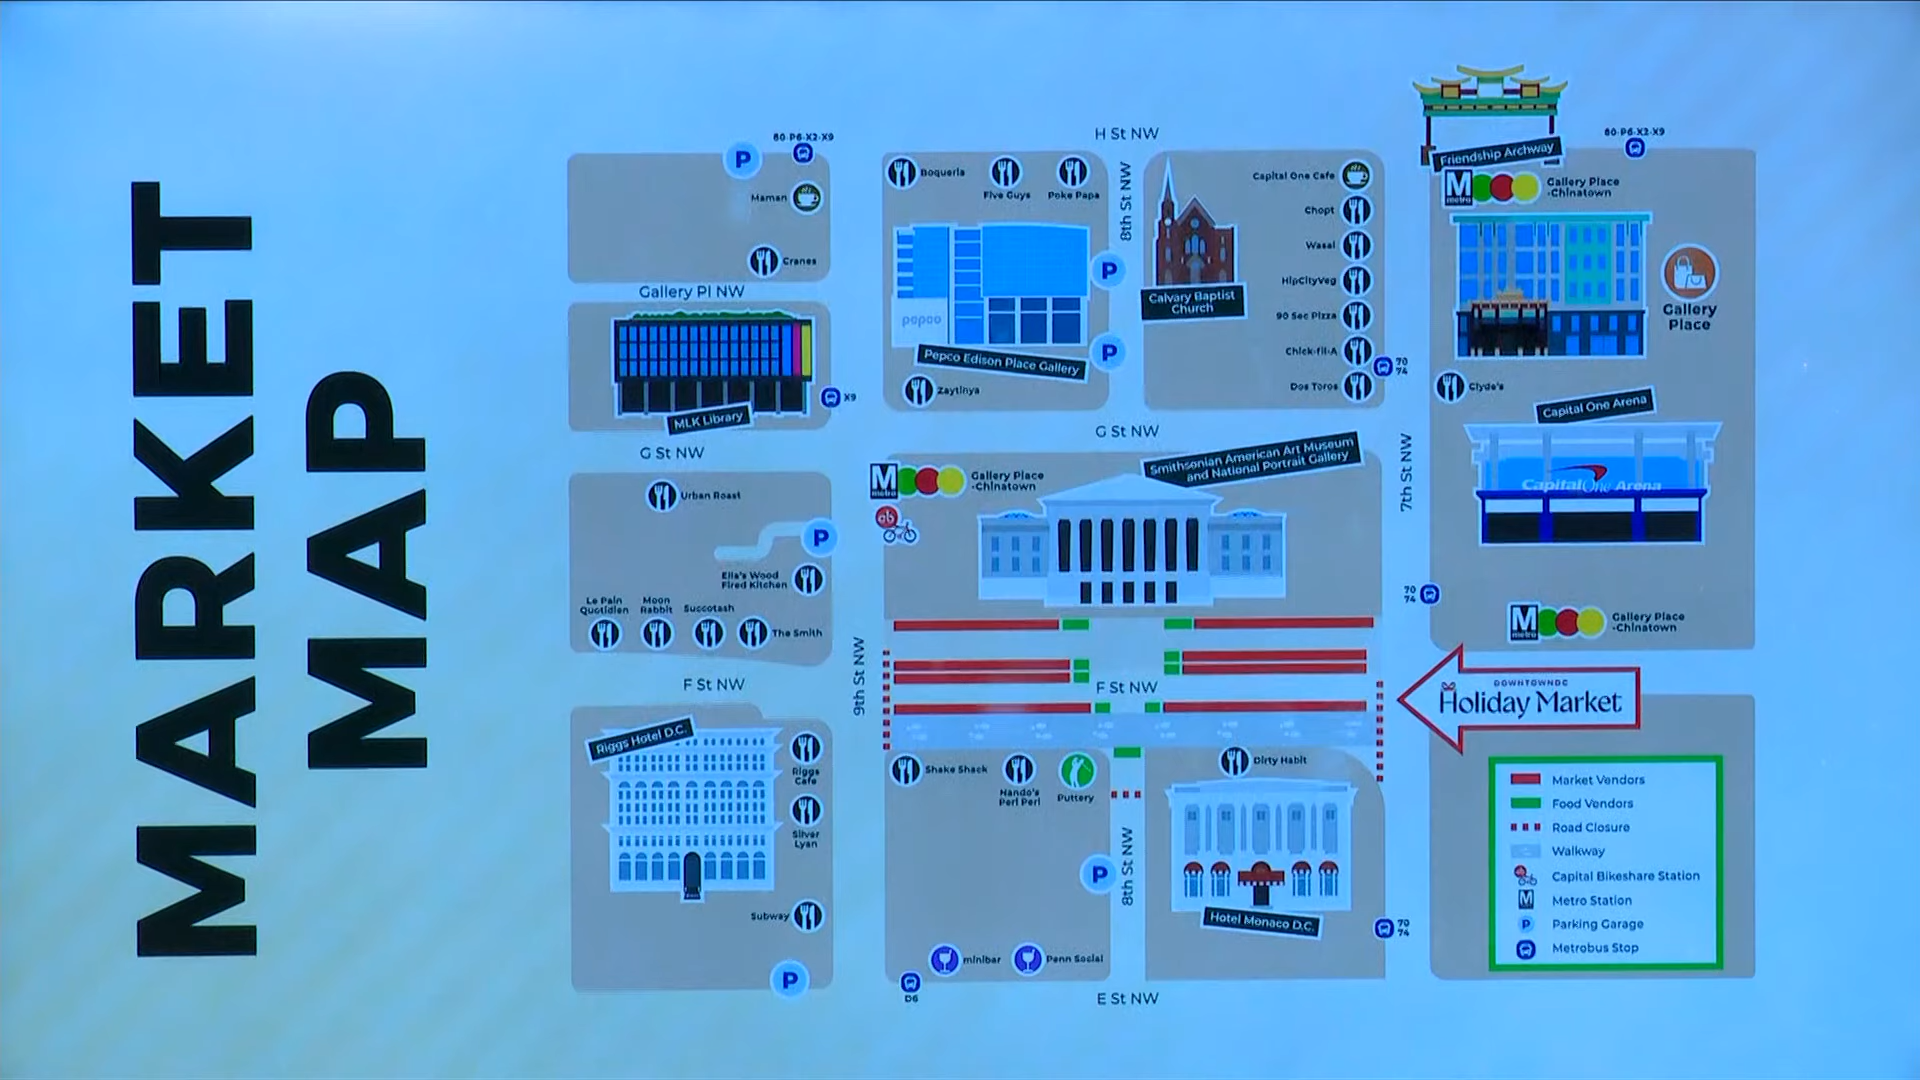 MARKET
MAP
H St NW
80-P6-X2-X9
Maman
Cranes
Gallery Pl NW
MLK Library
X9
G St NW
Boqueria
Five Guys
Poke Papa
8th St NW
pepco
Pepco Edison Place Gallery
Zaytinya
Calvary Baptist
Church
Capital One Cafe
Chopt
Wasai
HipCityVeg
90 Sec Pizza
Chick-fil-A
70
74
Dos Toros
Friendship Archway
80-P6-X2-X9
M
metro
Gallery Place
-Chinatown
Gallery
Place
Clyde's
Capital One Arena
CapitalOne Arena
G St NW
7th St NW
Urban Roast
Ella's Wood
Fired Kitchen
Le Pain
Quotidien
Moon
Rabbit
Succotash
The Smith
M
metro
Gallery Place
-Chinatown
cb
Smithsonian American Art Museum
and National Portrait Gallery
70
74
M
metro
Gallery Place
-Chinatown
F St NW
9th St NW
F St NW
DOWNTOWNDC
Holiday Market
Riggs Hotel D.C.
Riggs
Cafe
Silver
Lyan
Subway
P
P
P
P
P
P
Shake Shack
Nando's
Peri Peri
Puttery
8th St NW
minibar
Penn Social
D6
E St NW
Dirty Habit
Hotel Monaco D.C.
70
74
Market Vendors
Food Vendors
Road Closure
Walkway
Capital Bikeshare Station
M
Metro Station
P
Parking Garage
Metrobus Stop